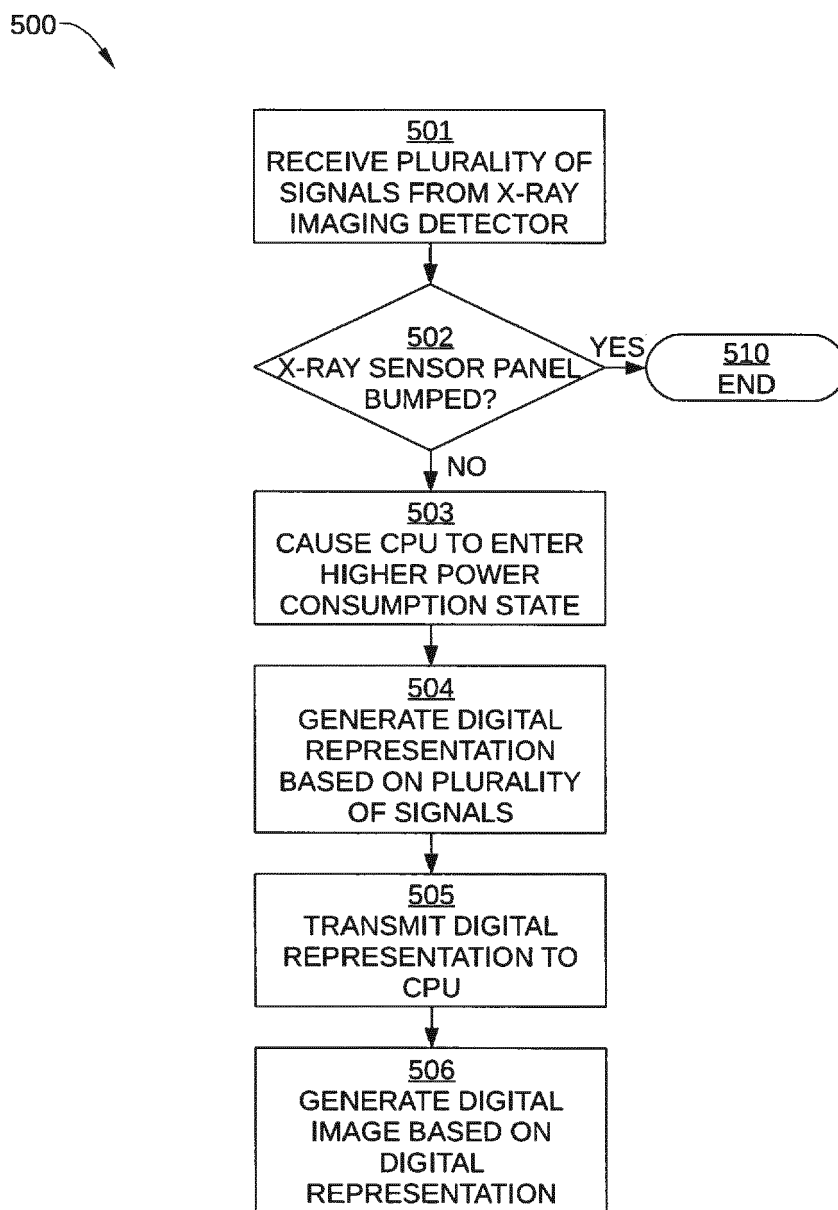 500
501
RECEIVE PLURALITY OF
SIGNALS FROM X-RAY
IMAGING DETECTOR
502
X-RAY SENSOR PANEL
BUMPED?
YES
510
END
NO
503
CAUSE CPU TO ENTER
HIGHER POWER
CONSUMPTION STATE
504
GENERATE DIGITAL
REPRESENTATION
BASED ON PLURALITY
OF SIGNALS
505
TRANSMIT DIGITAL
REPRESENTATION TO
CPU
506
GENERATE DIGITAL
IMAGE BASED ON
DIGITAL
REPRESENTATION